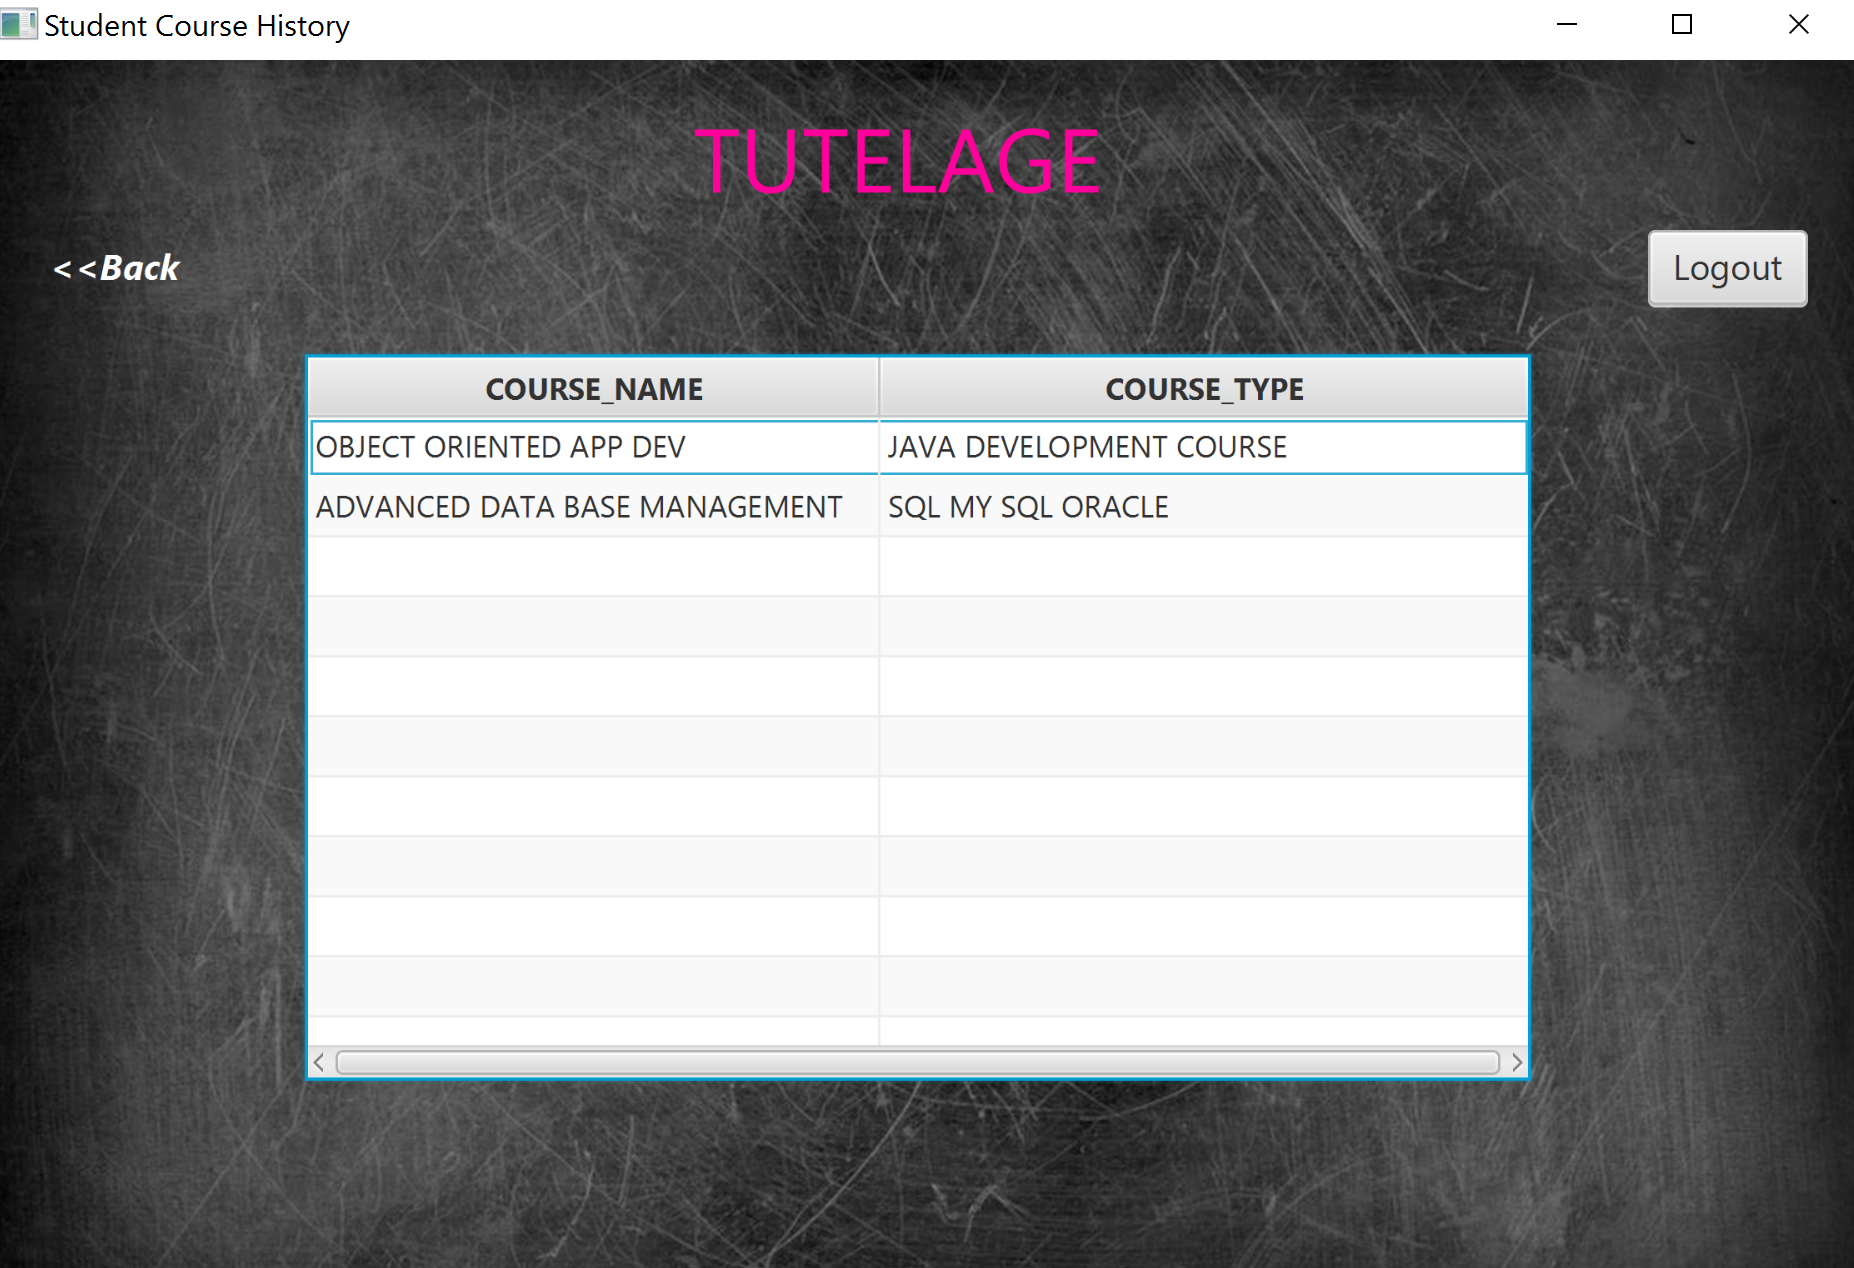 Student Course History
TUTELAGE
<<Back
Logout
COURSE_NAME COURSE_TYPE
OBJECT ORIENTED APP DEV JAVA DEVELOPMENT COURSE
ADVANCED DATA BASE MANAGEMENT SQL MY SQL ORACLE